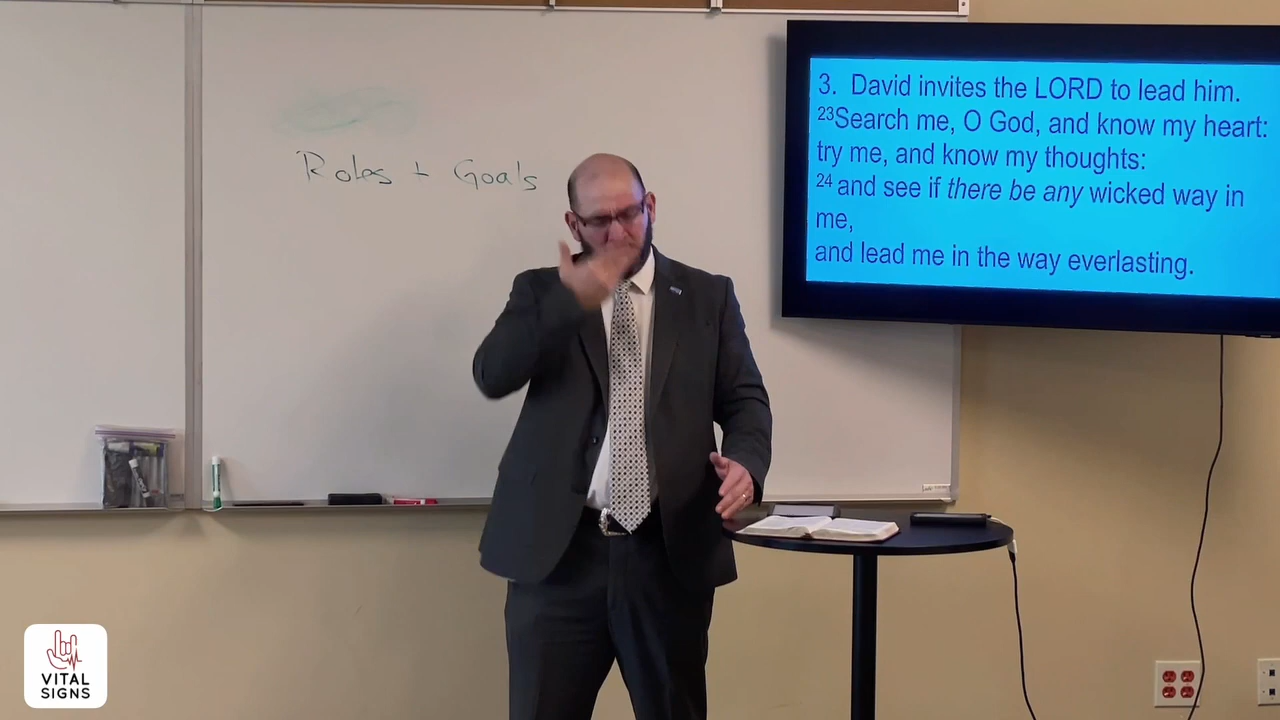 Roles + Goals
3. David invites the LORD to lead him.
23Search me, O God, and know my heart:
try me, and know my thoughts:
24 and see if there be any wicked way in
me,
and lead me in the way everlasting.
VITAL
SIGNS